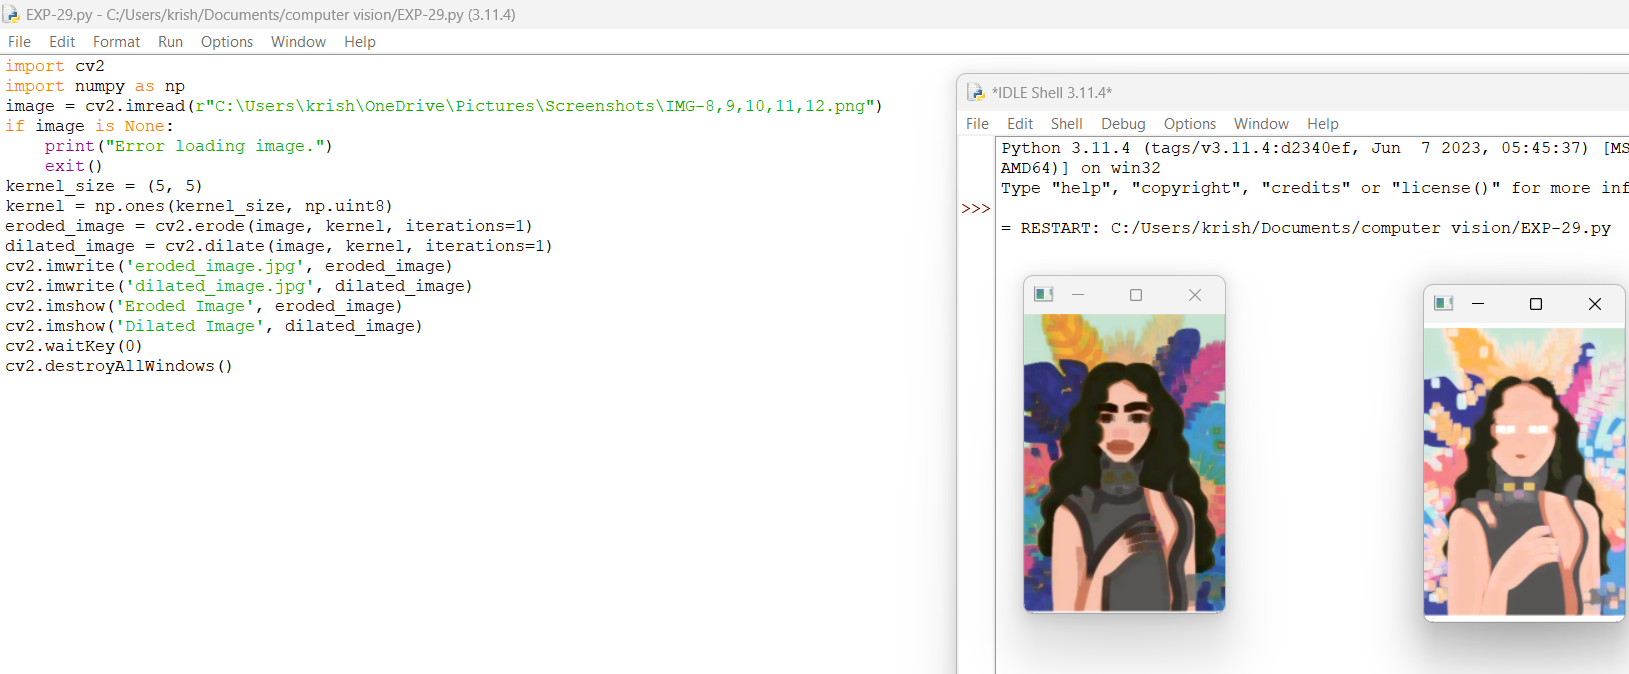 EXP-29.py - C:/Users/krish/Documents/computer vision/EXP-29.py (3.11.4)
File Edit Format Run Options Window Help
import cv2
import numpy as np
image = cv2.imread(r"C:\Users\krish\OneDrive\Pictures\Screenshots\IMG-8,9,10,11,12.png")
if image is None:
    print("Error loading image.")
    exit()
kernel_size = (5, 5)
kernel = np.ones(kernel_size, np.uint8)
eroded_image = cv2.erode(image, kernel, iterations=1)
dilated_image = cv2.dilate(image, kernel, iterations=1)
cv2.imwrite('eroded_image.jpg', eroded_image)
cv2.imwrite('dilated_image.jpg', dilated_image)
cv2.imshow('Eroded Image', eroded_image)
cv2.imshow('Dilated Image', dilated_image)
cv2.waitKey(0)
cv2.destroyAllWindows()
*IDLE Shell 3.11.4*
File Edit Shell Debug Options Window Help
Python 3.11.4 (tags/v3.11.4:d2340ef, Jun  7 2023, 05:45:37) [MS
AMD64)] on win32
Type "help", "copyright", "credits" or "license()" for more inf
>>>
= RESTART: C:/Users/krish/Documents/computer vision/EXP-29.py